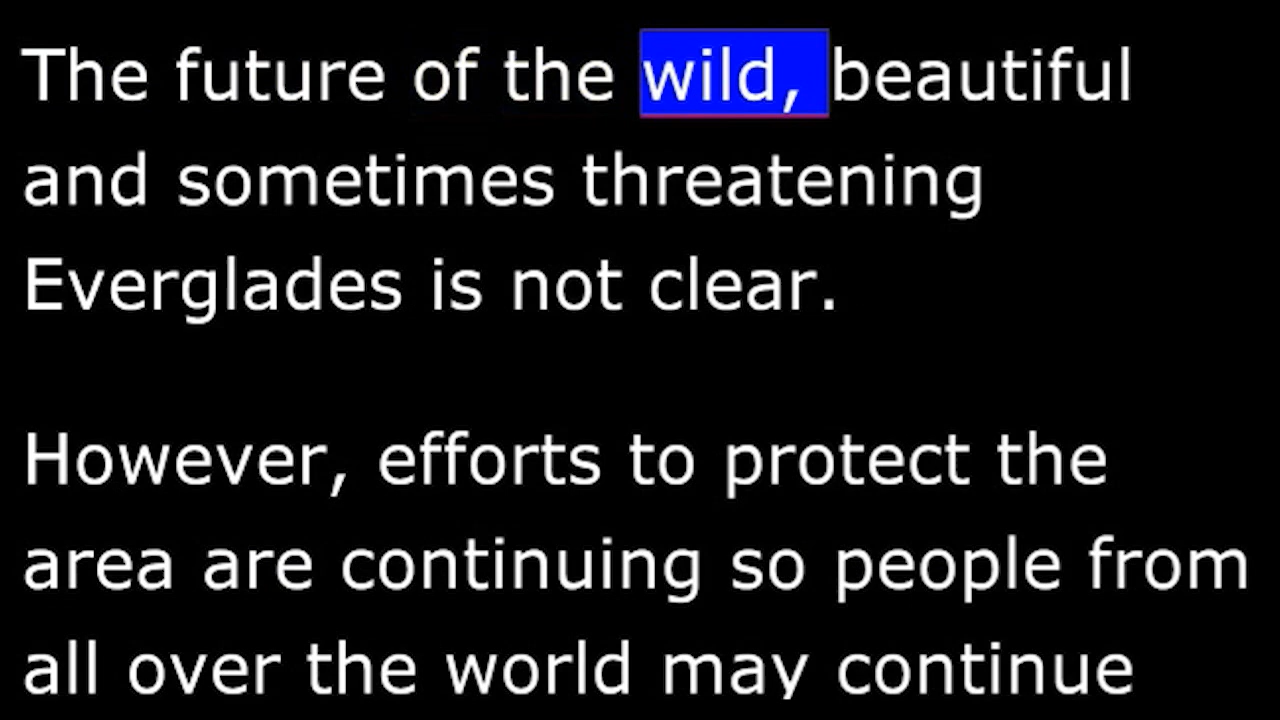 The future of the wild, beautiful
and sometimes threatening
Everglades is not clear.
However, efforts to protect the
area are continuing so people from
all over the world may continue